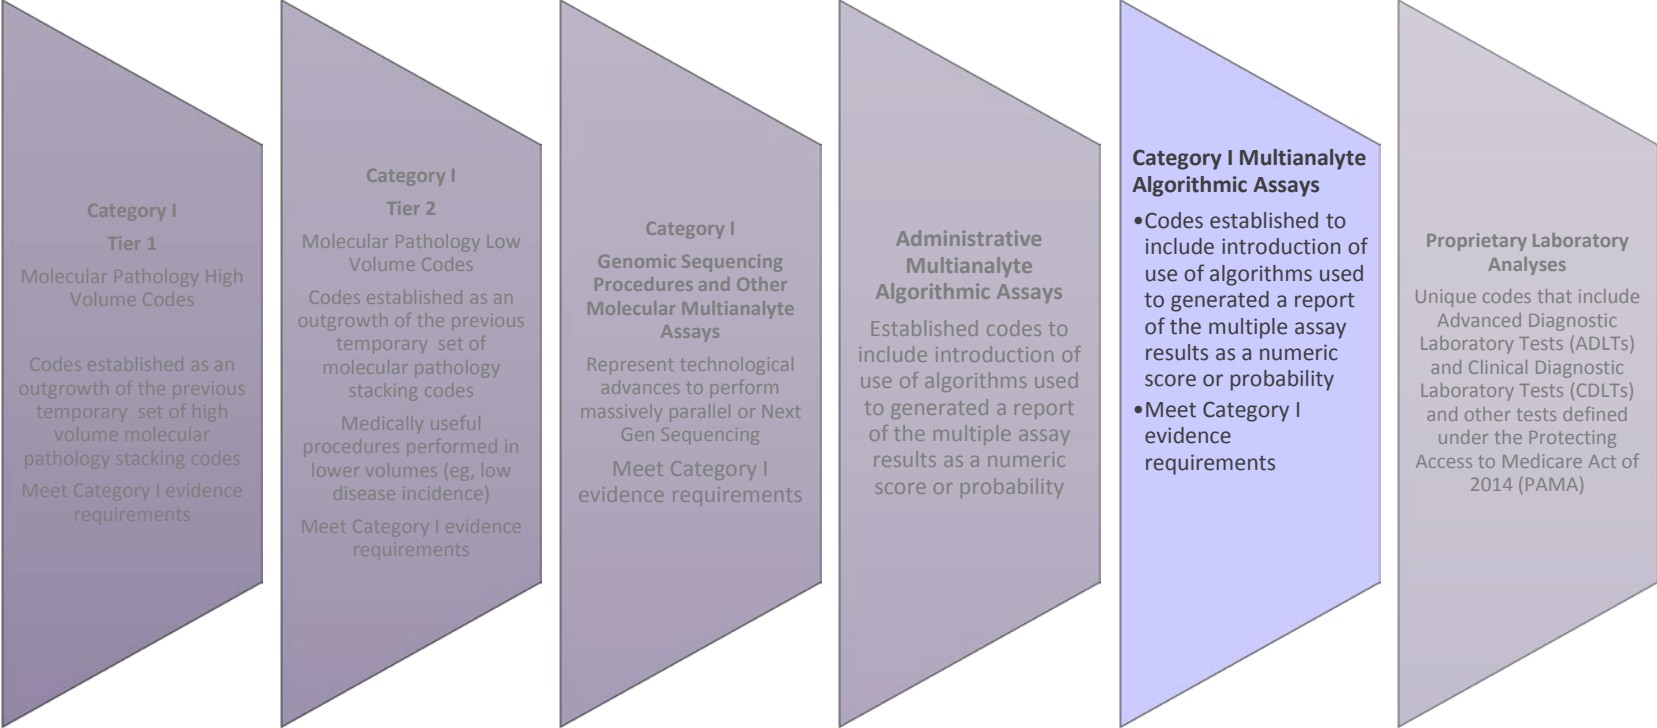 Category I
Tier 1
Molecular Pathology High
Volume Codes
Codes established as an
outgrowth of the previous
temporary set of high
volume molecular
pathology stacking codes
Meet Category I evidence
requirements
Category I
Tier 2
Molecular Pathology Low
Volume Codes
Codes established as an
outgrowth of the previous
temporary set of
molecular pathology
stacking codes
Medically useful
procedures performed in
lower volumes (eg, low
disease incidence)
Meet Category I evidence
requirements
Category I
Genomic Sequencing
Procedures and Other
Molecular Multianalyte
Assays
Represent technological
advances to perform
massively parallel or Next
Gen Sequencing
Meet Category I
evidence requirements
Administrative
Multianalyte
Algorithmic Assays
Established codes to
include introduction of
use of algorithms used
to generated a report
of the multiple assay
results as a numeric
score or probability
Category I Multianalyte
Algorithmic Assays
•Codes established to
include introduction of
use of algorithms used
to generated a report
of the multiple assay
results as a numeric
score or probability
•Meet Category I
evidence
requirements
Proprietary Laboratory
Analyses
Unique codes that include
Advanced Diagnostic
Laboratory Tests (ADLTs)
and Clinical Diagnostic
Laboratory Tests (CDLTs)
and other tests defined
under the Protecting
Access to Medicare Act of
2014 (PAMA)